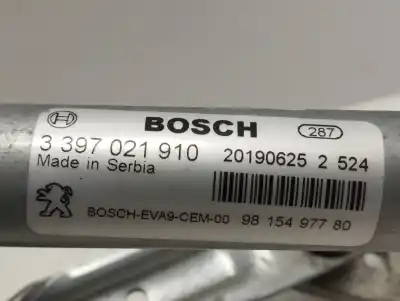 BOSCH
287
3 397 021 910
20190625 2 524
Made in Serbia
BOSCH-EVA9-CEM-00
98 154 977 80